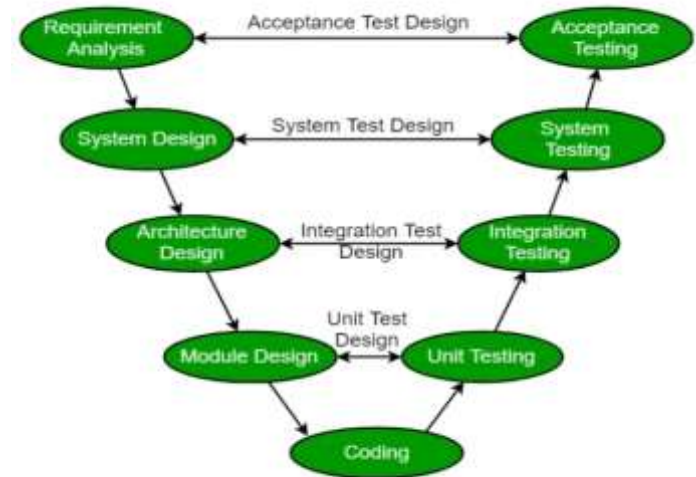 Requirement
Analysis
Acceptance Test Design
Acceptance
Testing
System Design
System Test Design
System
Testing
Architecture
Design
Integration Test
Design
Integration
Testing
Module Design
Unit Test
Design
Unit Testing
Coding